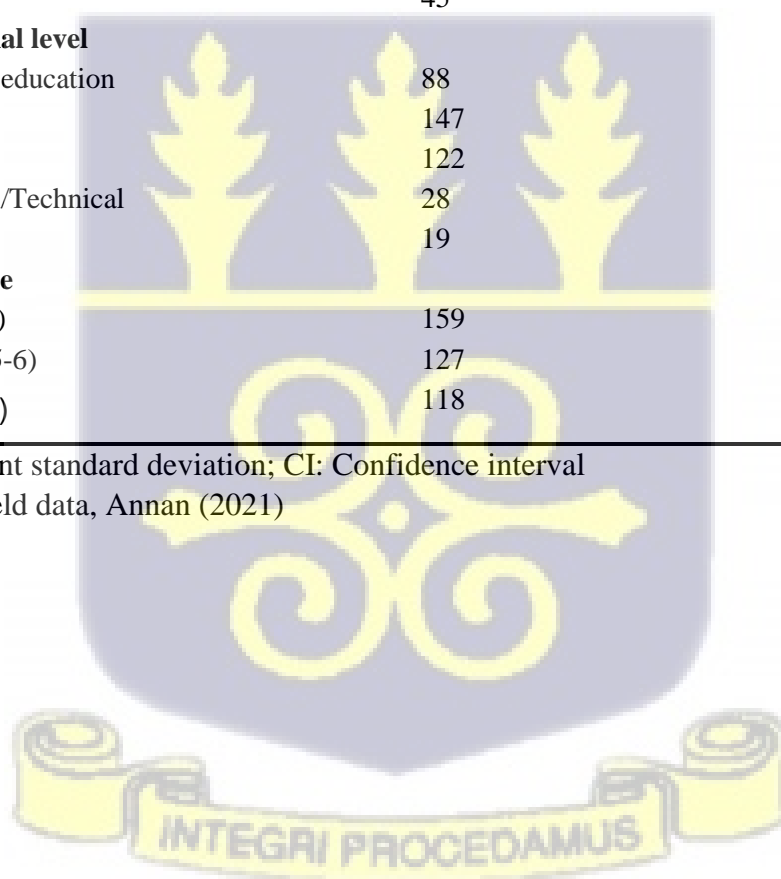 al level
education 88
147
122
/Technical 28
19
e
) 159
5-6) 127
) 118
nt standard deviation; CI: Confidence interval
eld data, Annan (2021)
INTEGRI PROCEDAMUS